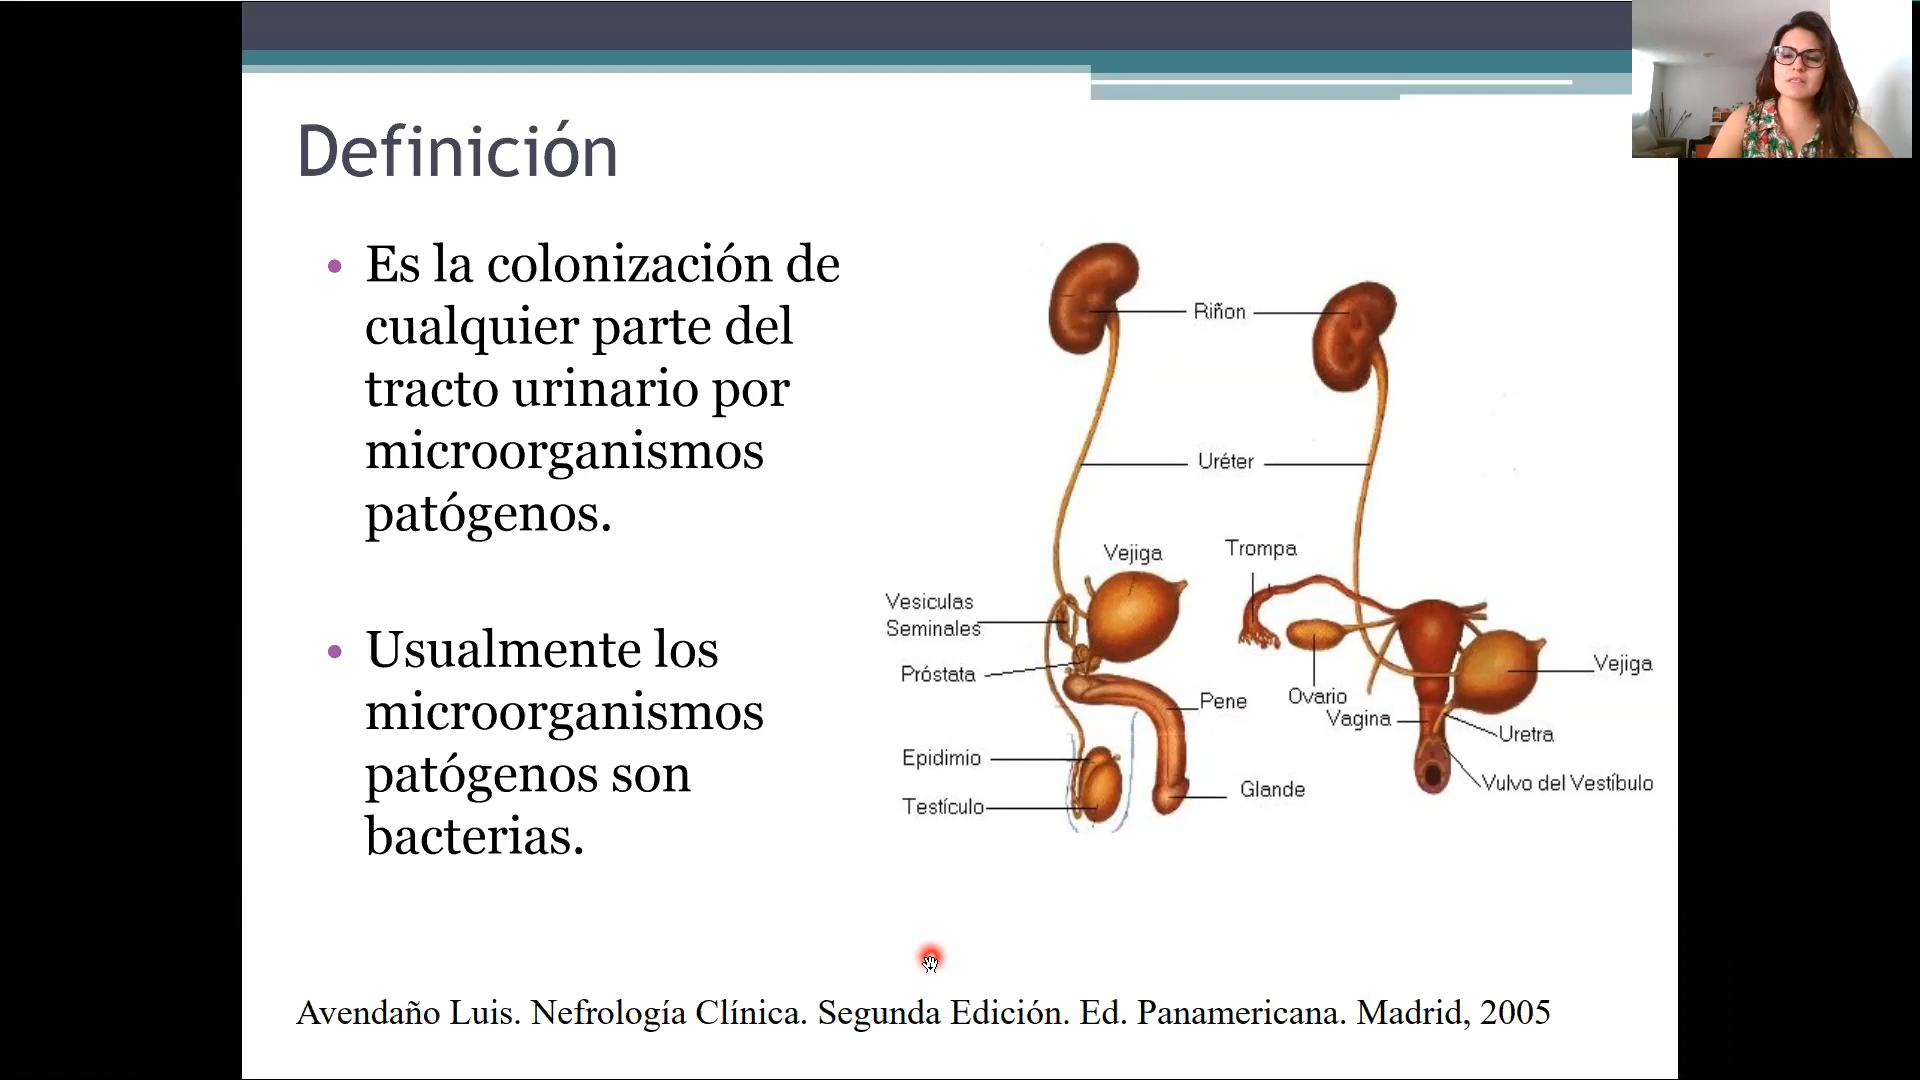 Definición
• Es la colonización de
cualquier parte del
tracto urinario por
microorganismos
patógenos.
• Usualmente los
microorganismos
patógenos son
bacterias.
Riñon
Uréter
Vejiga
Trompa
Vesiculas
Seminales
Próstata
Pene
Ovario
Vagina
Vejiga
Uretra
Epidimio
Vulvo del Vestíbulo
Testículo
Glande
Avendaño Luis. Nefrología Clínica. Segunda Edición. Ed. Panamericana. Madrid, 2005